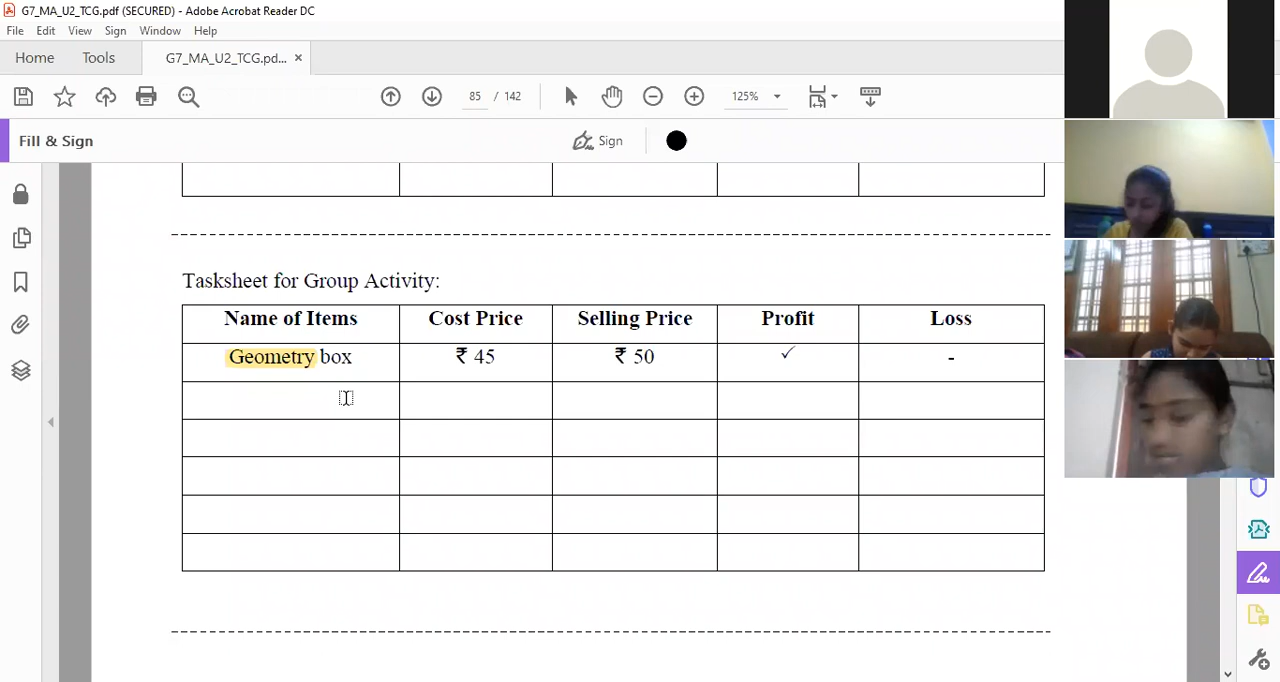 G7_MA_U2_TCG.pdf (SECURED) - Adobe Acrobat Reader DC
File Edit View Sign Window Help
Home Tools G7_MA_U2_TCG.pd... ×
85 / 142 125%
Fill & Sign Sign
Tasksheet for Group Activity:
Name of Items Cost Price Selling Price Profit Loss
Geometry box ₹ 45 ₹ 50 ✓ -